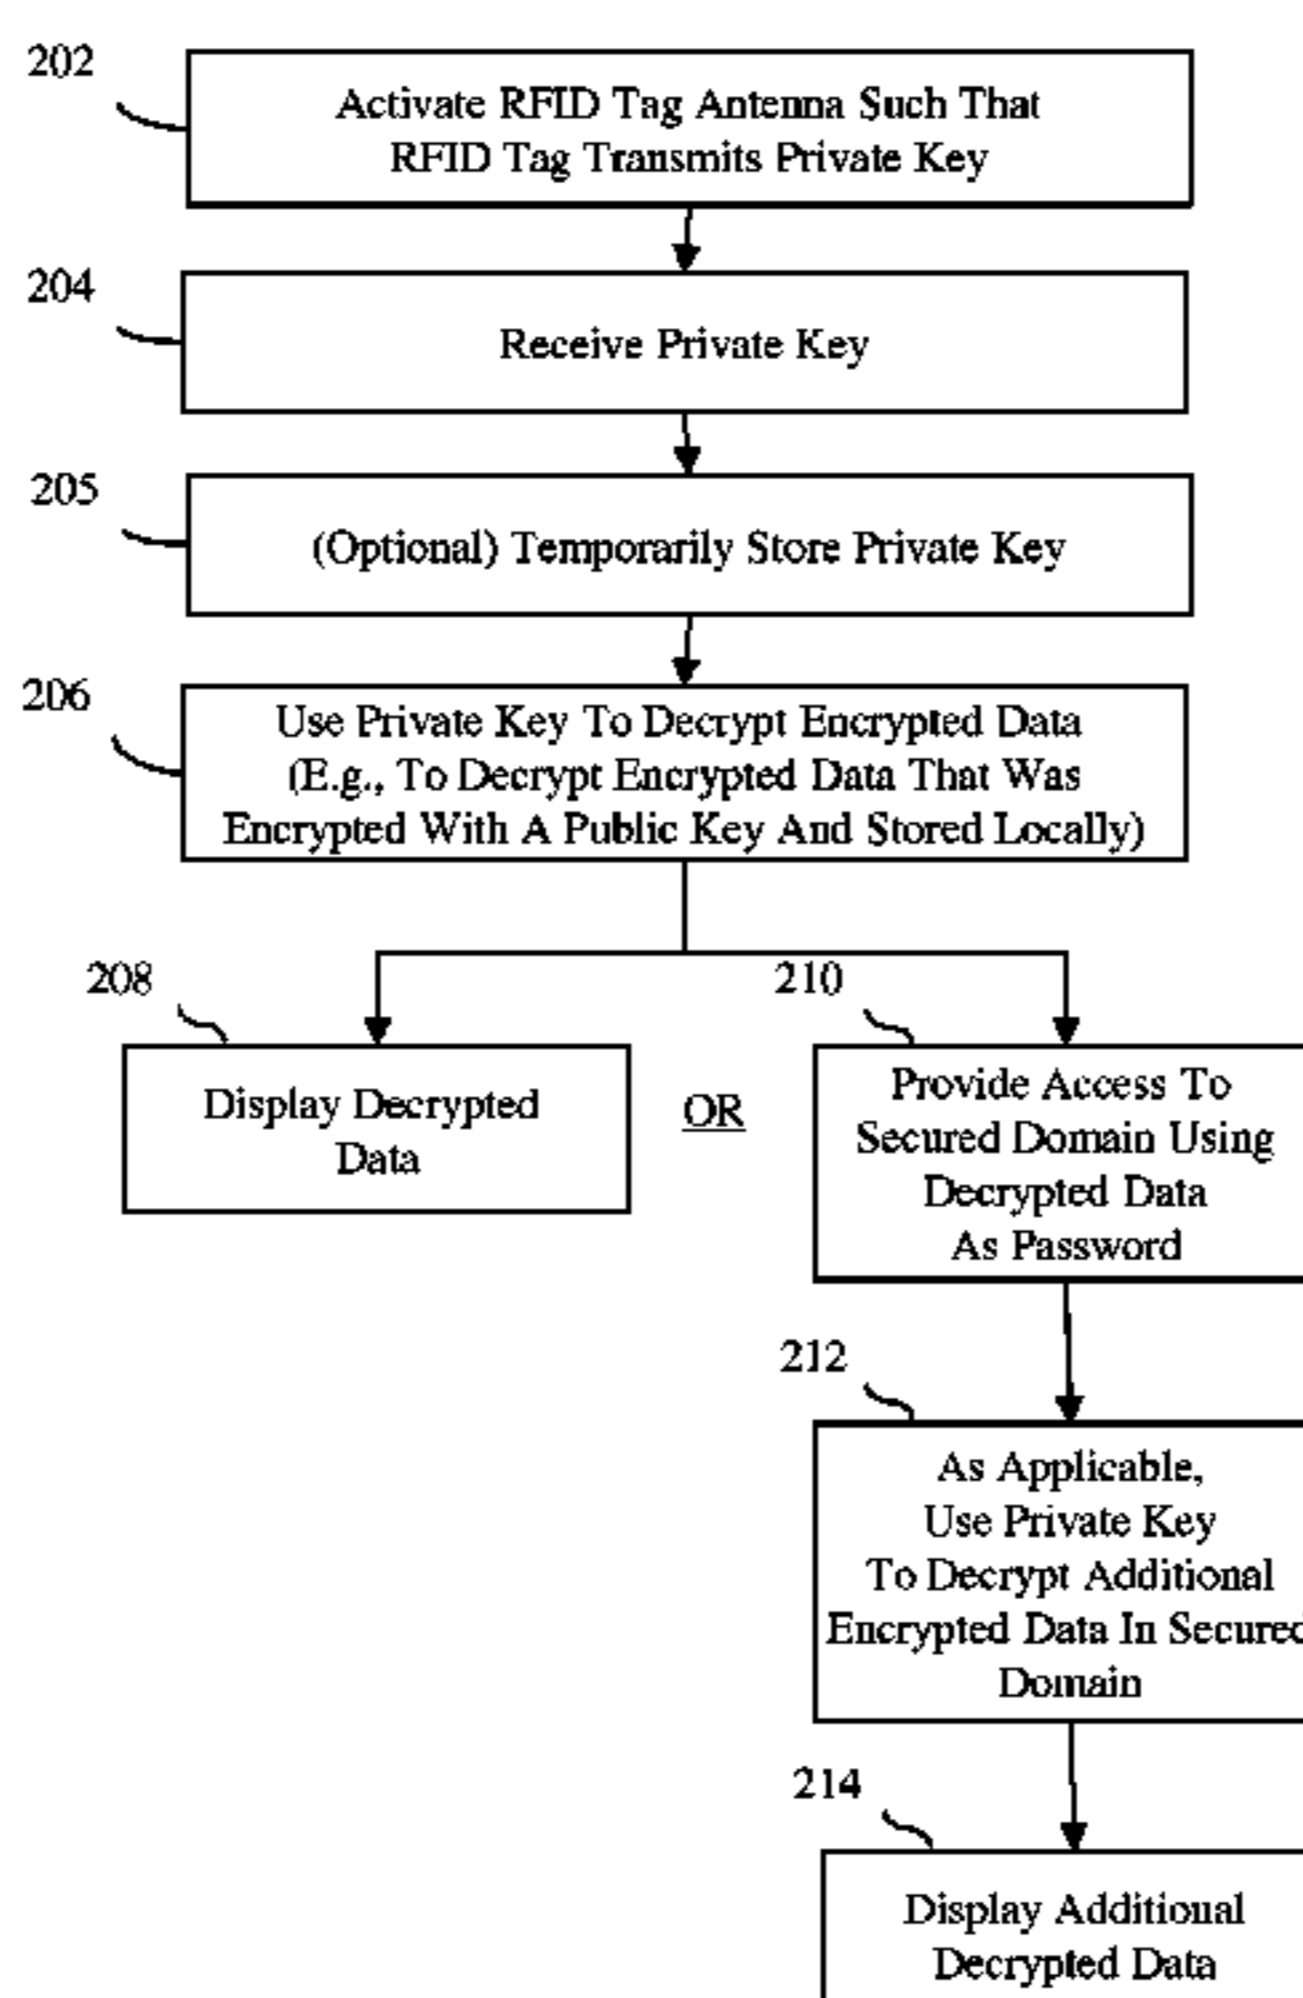 202
Activate RFID Tag Antenna Such That
RFID Tag Transmits Private Key
204
Receive Private Key
205
(Optional) Temporarily Store Private Key
206
Use Private Key To Decrypt Encrypted Data
(E.g., To Decrypt Encrypted Data That Was
Encrypted With A Public Key And Stored Locally)
208
Display Decrypted
Data
OR
210
Provide Access To
Secured Domain Using
Decrypted Data
As Password
212
As Applicable,
Use Private Key
To Decrypt Additional
Encrypted Data In Secured
Domain
214
Display Additional
Decrypted Data